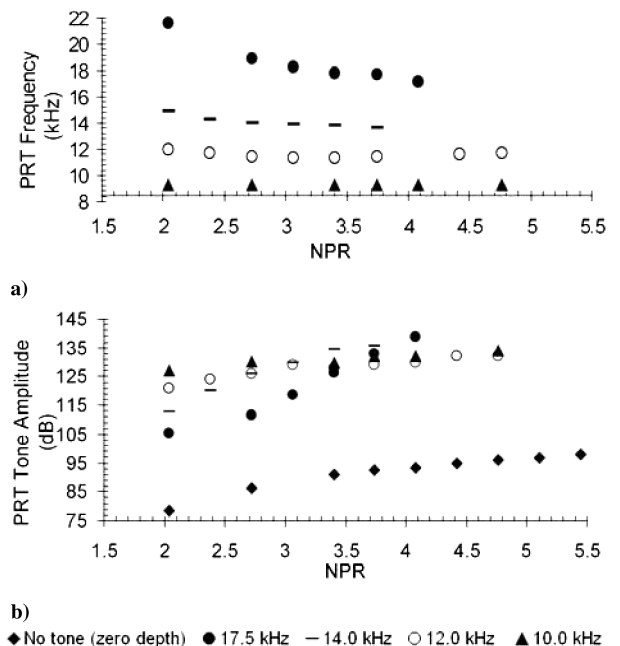 22
20
18
16
14
12
10
8
PRT Frequency
(kHz)
1.5 2 2.5 3 3.5 4 4.5 5 5.5
NPR
a)
145
135
125
115
105
95
85
75
PRT Tone Amplitude
(dB)
1.5 2 2.5 3 3.5 4 4.5 5 5.5
NPR
b)
No tone (zero depth) 17.5 kHz 14.0 kHz 12.0 kHz 10.0 kHz